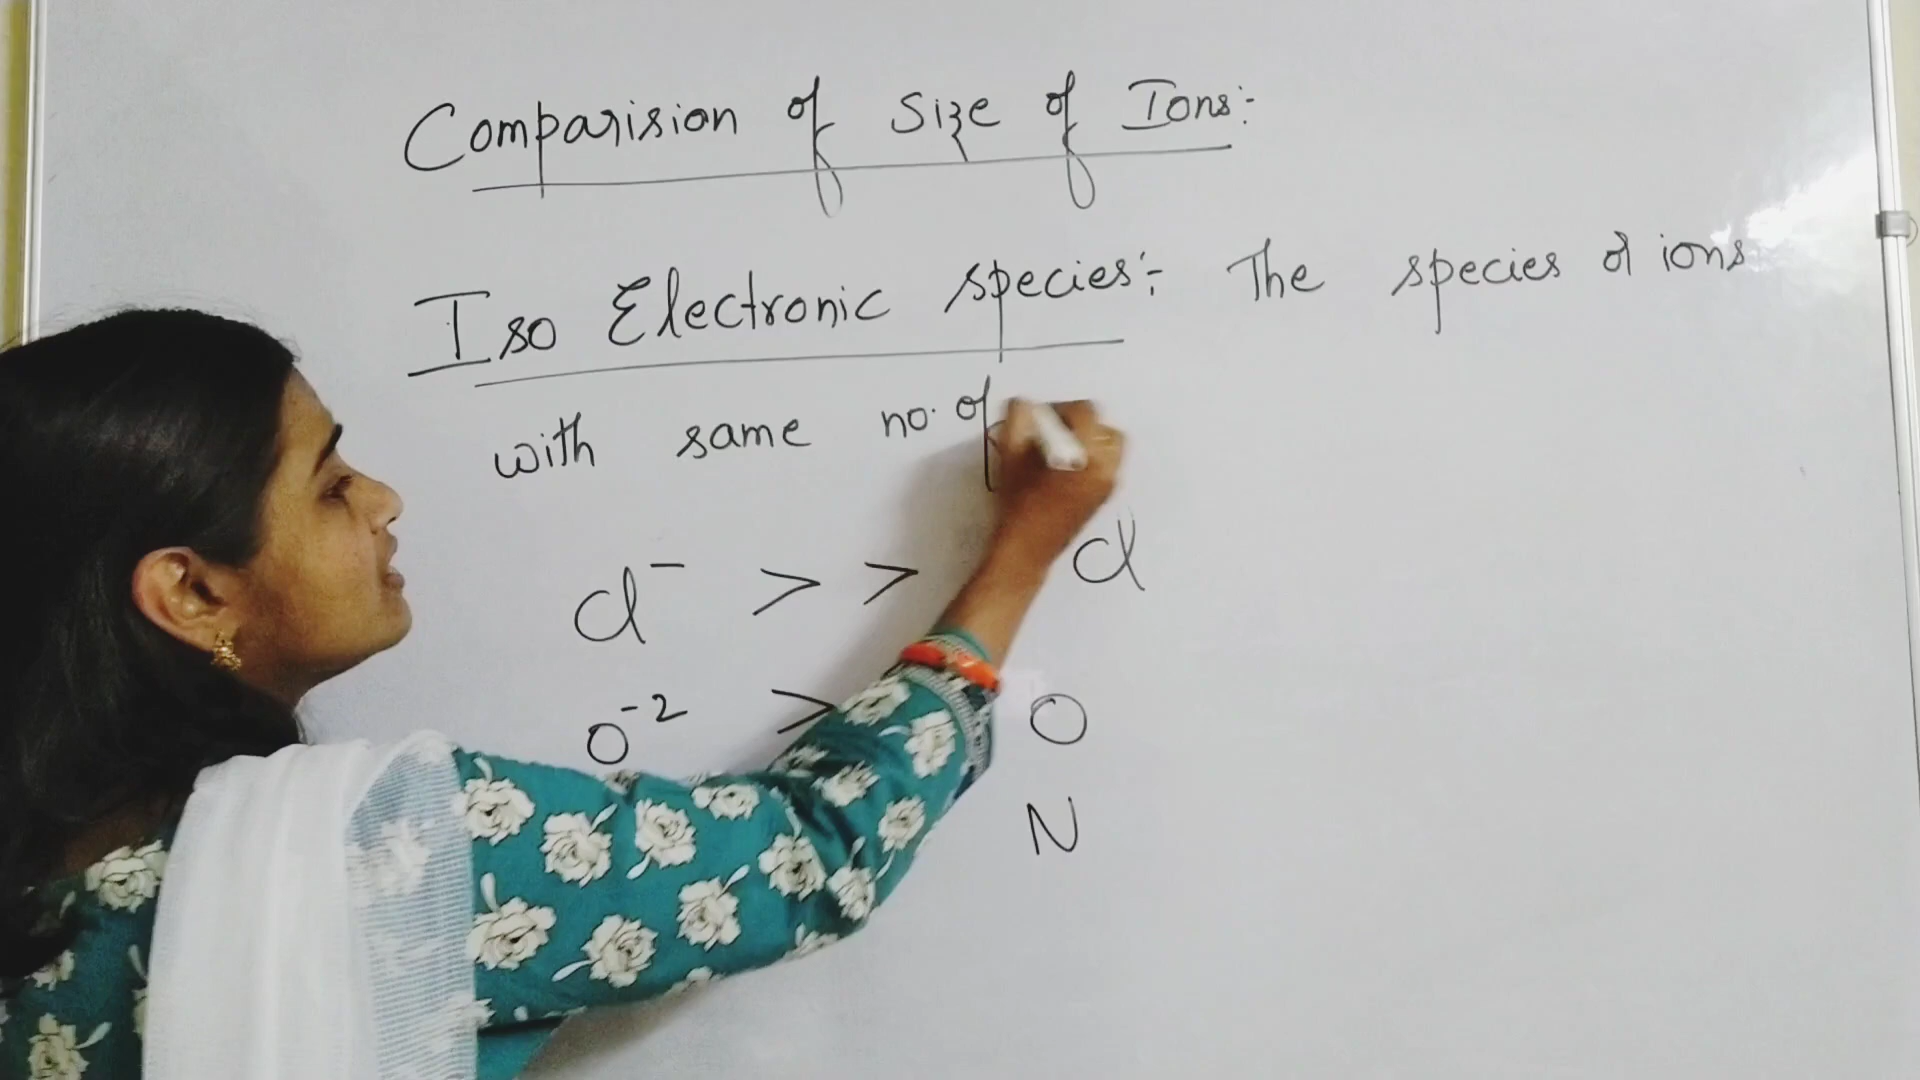 Comparision of Size of Ions:-
Iso Electronic species:- The species of ions
with same no. of
Cl⁻ > > Cl
O⁻² > O
N